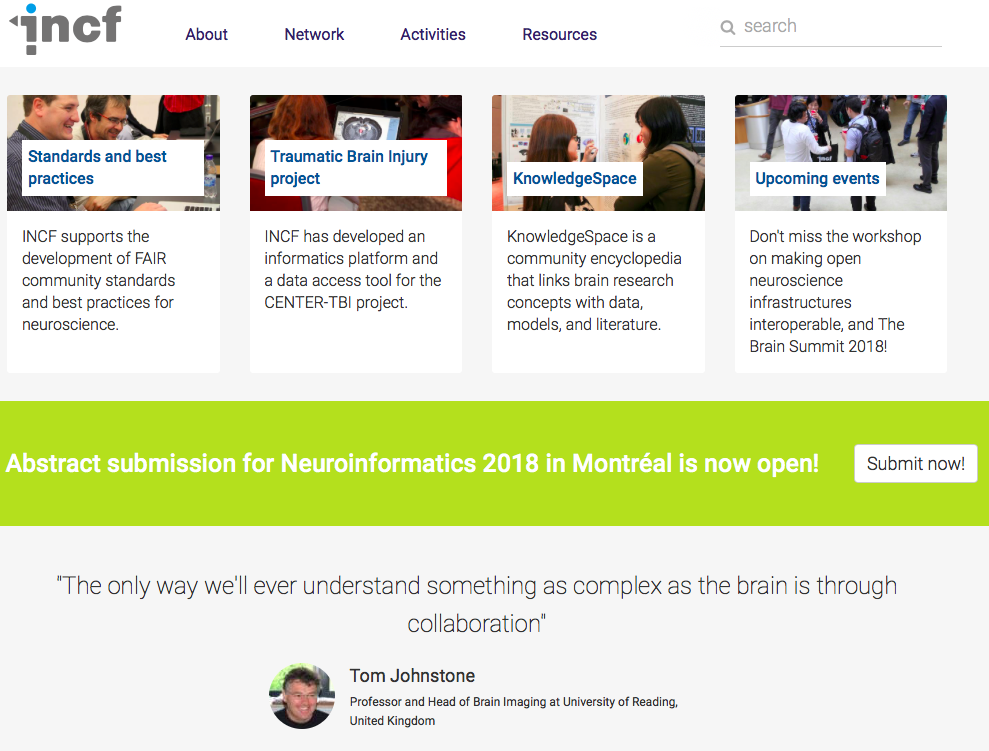 incf
About
Network
Activities
Resources
search
Standards and best
practices
INCF supports the
development of FAIR
community standards
and best practices for
neuroscience.
Traumatic Brain Injury
project
INCF has developed an
informatics platform and
a data access tool for the
CENTER-TBI project.
KnowledgeSpace
KnowledgeSpace is a
community encyclopedia
that links brain research
concepts with data,
models, and literature.
Upcoming events
Don't miss the workshop
on making open
neuroscience
infrastructures
interoperable, and The
Brain Summit 2018!
Abstract submission for Neuroinformatics 2018 in Montréal is now open!
Submit now!
"The only way we'll ever understand something as complex as the brain is through
collaboration"
Tom Johnstone
Professor and Head of Brain Imaging at University of Reading,
United Kingdom